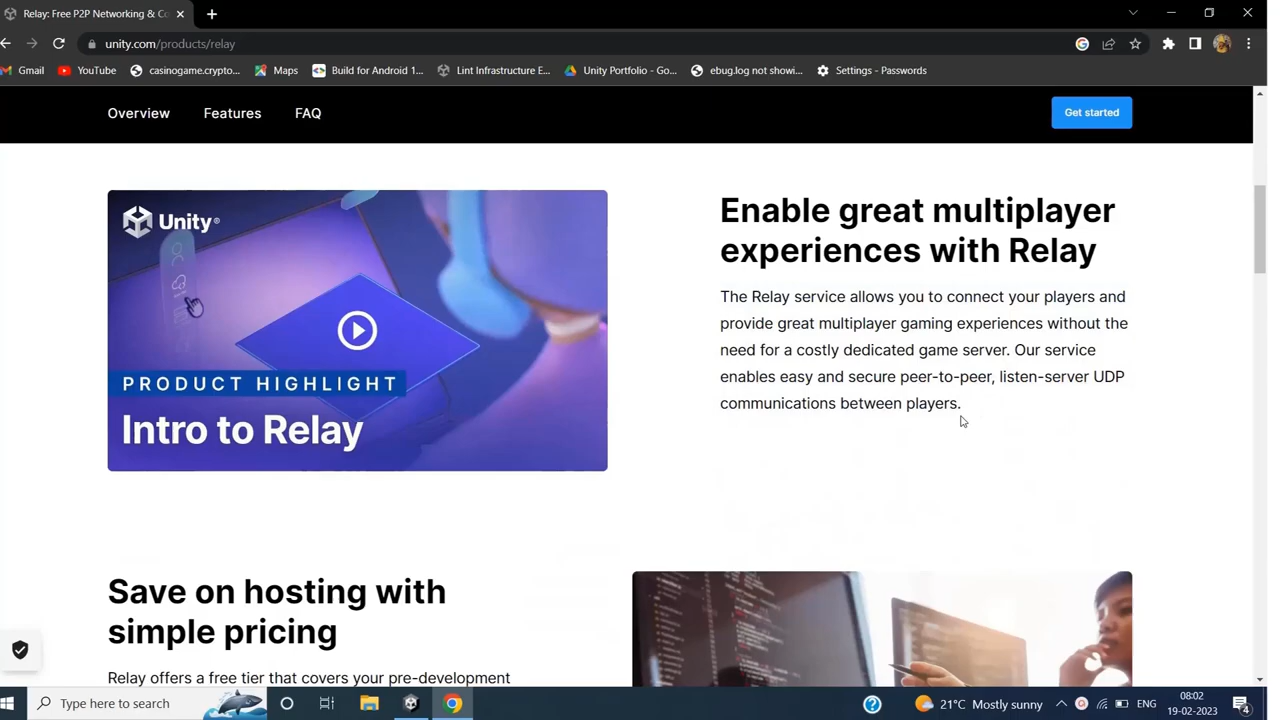 Relay: Free P2P Networking & Co
unity.com/products/relay
Gmail YouTube casinogame.crypto... Maps Build for Android 1... Lint Infrastructure E... Unity Portfolio - Go... ebug.log not showi... Settings - Passwords
Overview Features FAQ Get started
Unity®
PRODUCT HIGHLIGHT
Intro to Relay
Enable great multiplayer
experiences with Relay
The Relay service allows you to connect your players and
provide great multiplayer gaming experiences without the
need for a costly dedicated game server. Our service
enables easy and secure peer-to-peer, listen-server UDP
communications between players.
Save on hosting with
simple pricing
Relay offers a free tier that covers your pre-development
Type here to search
21°C Mostly sunny
ENG
08:02
19-02-2023
4